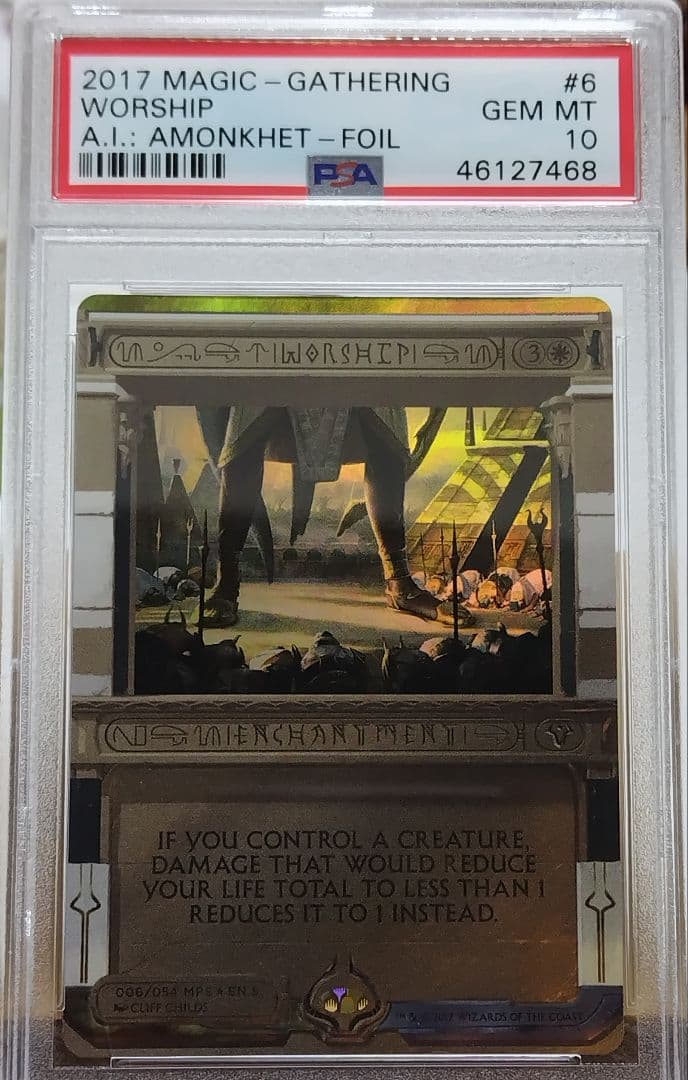 2017 MAGIC – GATHERING #6
WORSHIP GEM MT
A.I.: AMONKHET – FOIL 10
PSA 46127468
WORSHIP 3
ENCHANTMENT
IF YOU CONTROL A CREATURE,
DAMAGE THAT WOULD REDUCE
YOUR LIFE TOTAL TO LESS THAN 1
REDUCES IT TO 1 INSTEAD.
006/054 MPS ★ EN
CLIFF CHILDS
™ & © 2017 WIZARDS OF THE COAST